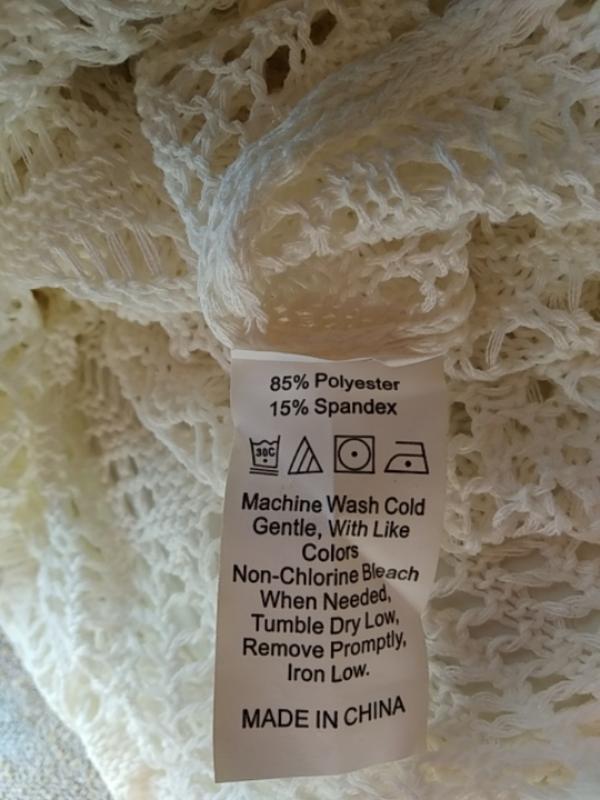 85% Polyester
15% Spandex
30C
Machine Wash Cold
Gentle, With Like
Colors
Non-Chlorine Bleach
When Needed,
Tumble Dry Low,
Remove Promptly,
Iron Low.
MADE IN CHINA